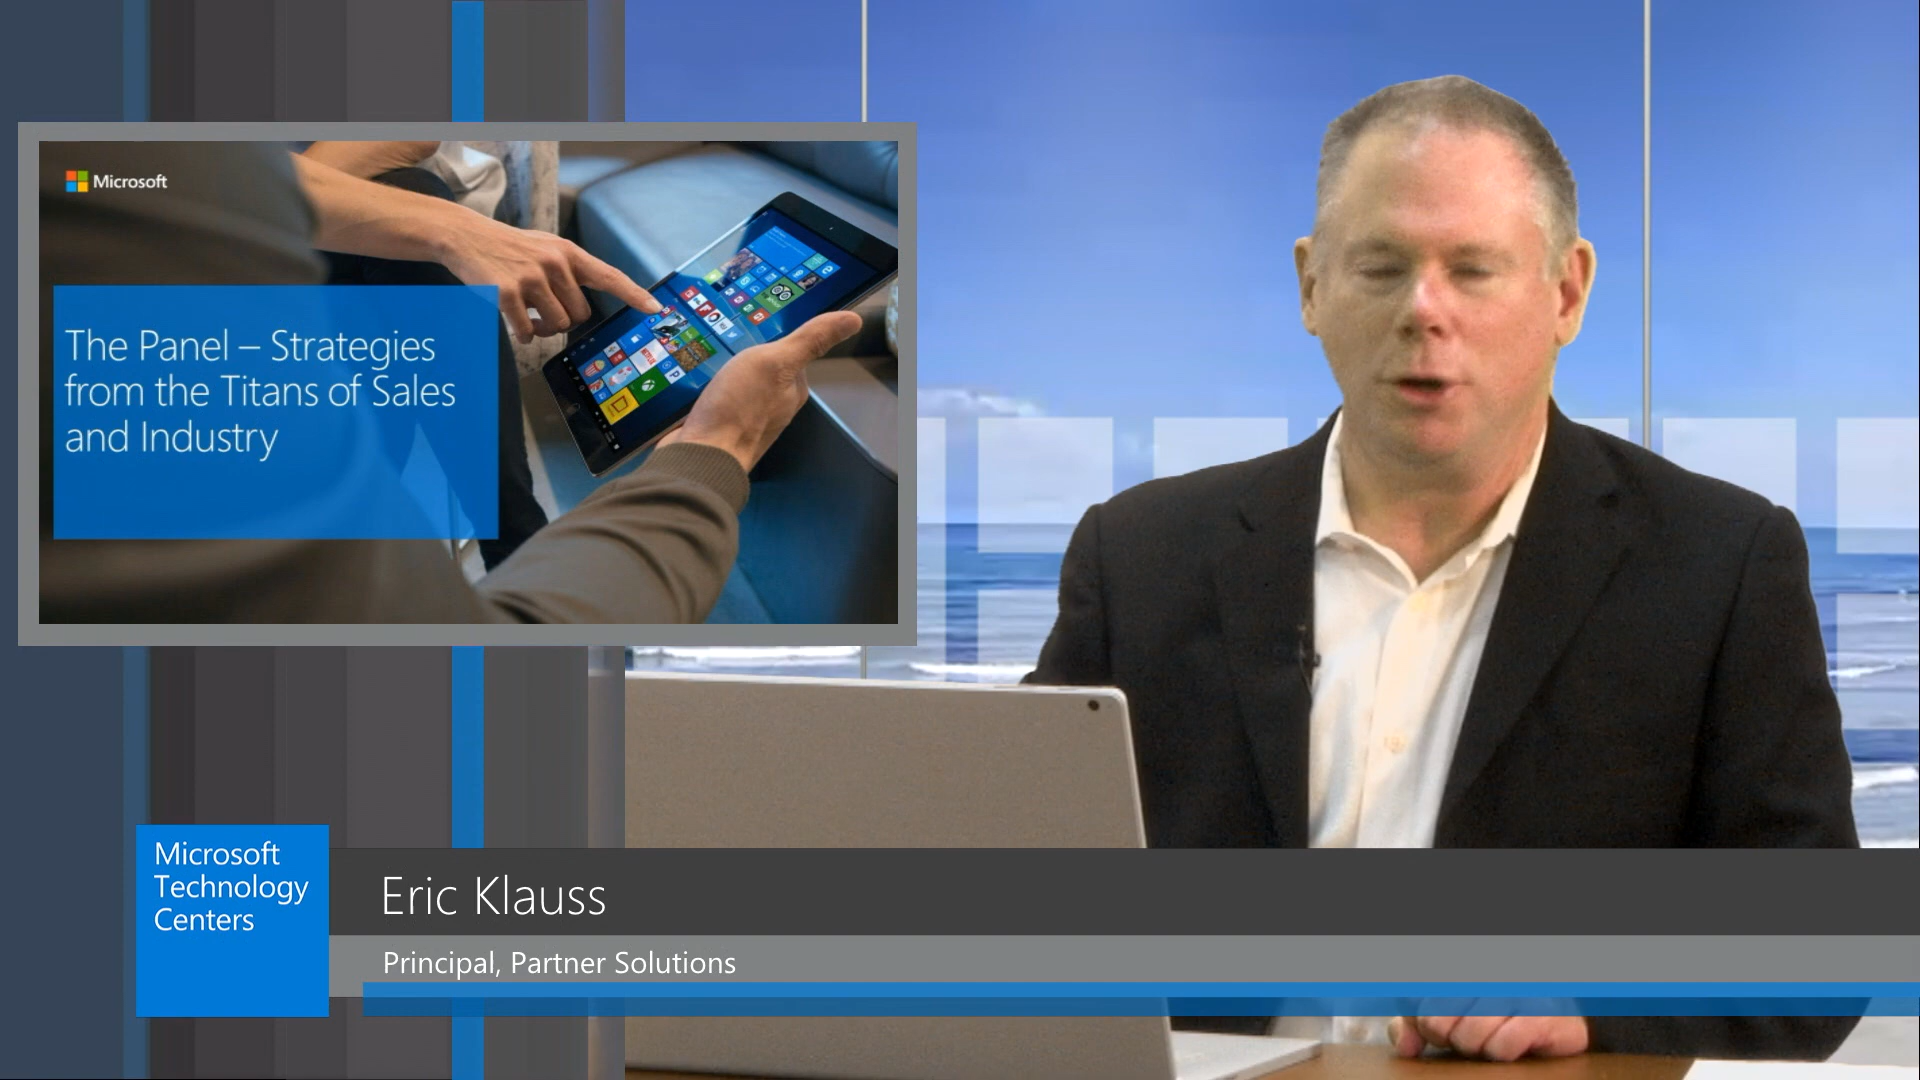 Microsoft
The Panel – Strategies
from the Titans of Sales
and Industry
Microsoft
Technology
Centers
Eric Klauss
Principal, Partner Solutions